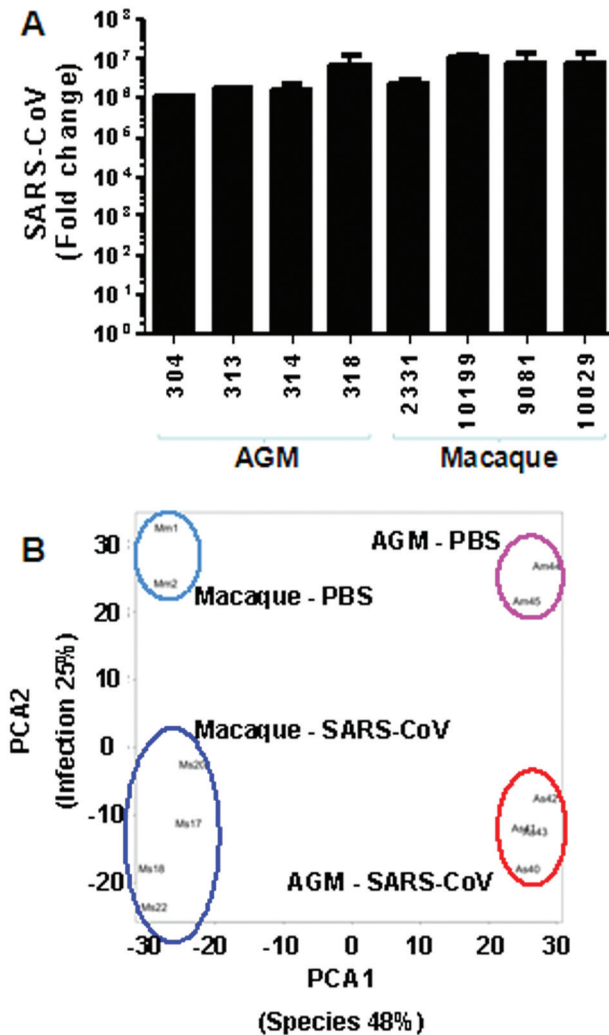 A
SARS-CoV
(Fold change)
10⁸
10⁷
10²
10¹
10⁰
304
313
314
318
2331
10199
9081
10029
AGM
Macaque
B
PCA2
(Infection 25%)
30
20
10
0
-10
-20
Mm1
Mm2
Macaque - PBS
AGM - PBS
Am44
Am45
Macaque - SARS-CoV
Ms20
Ms17
Ms18
Ms22
As42
As41
As43
As40
AGM - SARS-CoV
-30 -20 -10 0 10 20 30
PCA1
(Species 48%)